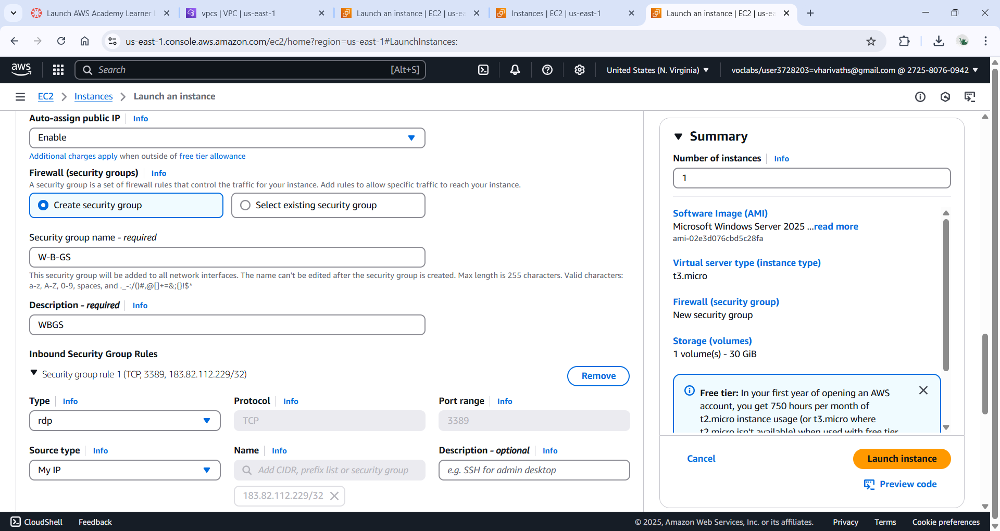 Launch AWS Academy Learner L
vpcs | VPC | us-east-1
Launch an instance | EC2 | us-ea
Instances | EC2 | us-east-1
Launch an instance | EC2 | us-ea
us-east-1.console.aws.amazon.com/ec2/home?region=us-east-1#LaunchInstances:
aws
Search
[Alt+S]
United States (N. Virginia)
voclabs/user3728203=vharivaths@gmail.com @ 2725-8076-0942
EC2
Instances
Launch an instance
Auto-assign public IP
Info
Enable
Additional charges apply when outside of free tier allowance
Firewall (security groups)
Info
A security group is a set of firewall rules that control the traffic for your instance. Add rules to allow specific traffic to reach your instance.
Create security group
Select existing security group
Security group name - required
W-B-GS
This security group will be added to all network interfaces. The name can't be edited after the security group is created. Max length is 255 characters. Valid characters:
a-z, A-Z, 0-9, spaces, and ._-:/()#,@[]+=&;{}!$*
Description - required
Info
WBGS
Inbound Security Group Rules
Security group rule 1 (TCP, 3389, 183.82.112.229/32)
Remove
Type
Info
Protocol
Info
Port range
Info
rdp
TCP
3389
Source type
Info
Name
Info
Description - optional
Info
My IP
Add CIDR, prefix list or security group
e.g. SSH for admin desktop
183.82.112.229/32
Summary
Number of instances
Info
1
Software Image (AMI)
Microsoft Windows Server 2025 ...read more
ami-02e3d076cbd5c28fa
Virtual server type (instance type)
t3.micro
Firewall (security group)
New security group
Storage (volumes)
1 volume(s) - 30 GiB
Free tier: In your first year of opening an AWS
account, you get 750 hours per month of
t2.micro instance usage (or t3.micro where
t2.micro isn't available) when used with free tier
Cancel
Launch instance
Preview code
CloudShell
Feedback
© 2025, Amazon Web Services, Inc. or its affiliates.
Privacy
Terms
Cookie preferences